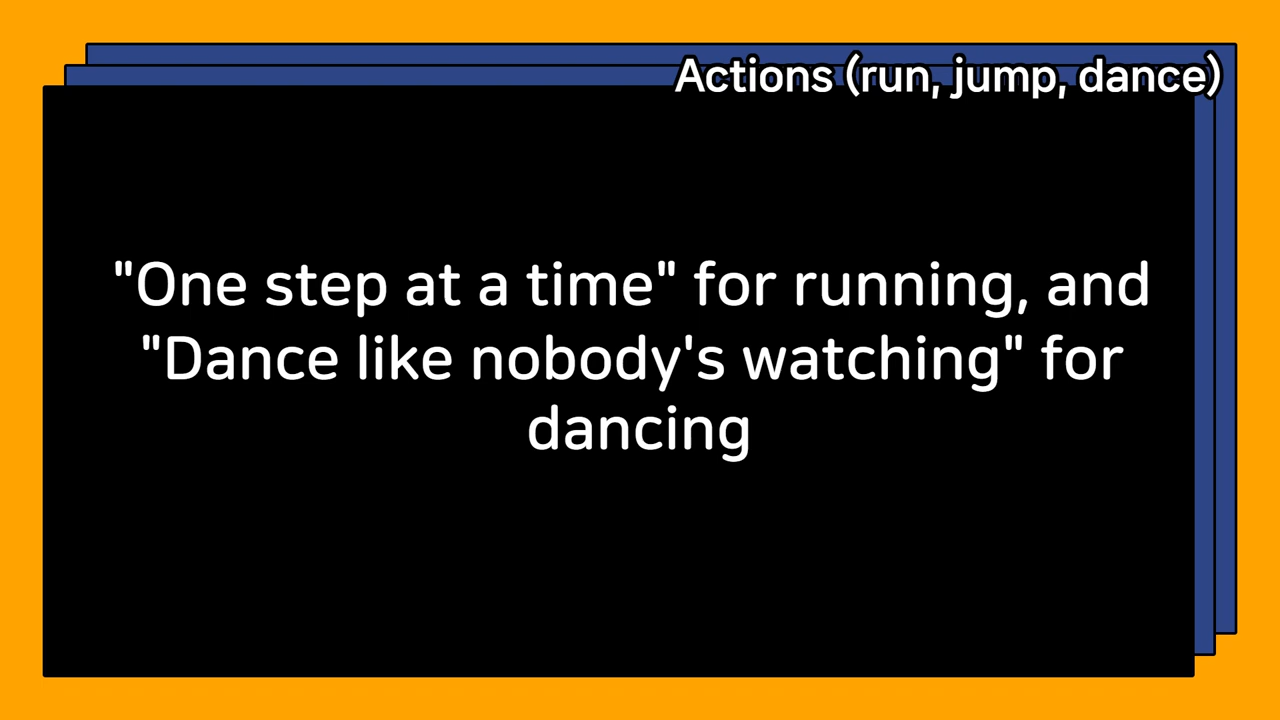 Actions (run, jump, dance)
"One step at a time" for running, and
"Dance like nobody's watching" for
dancing